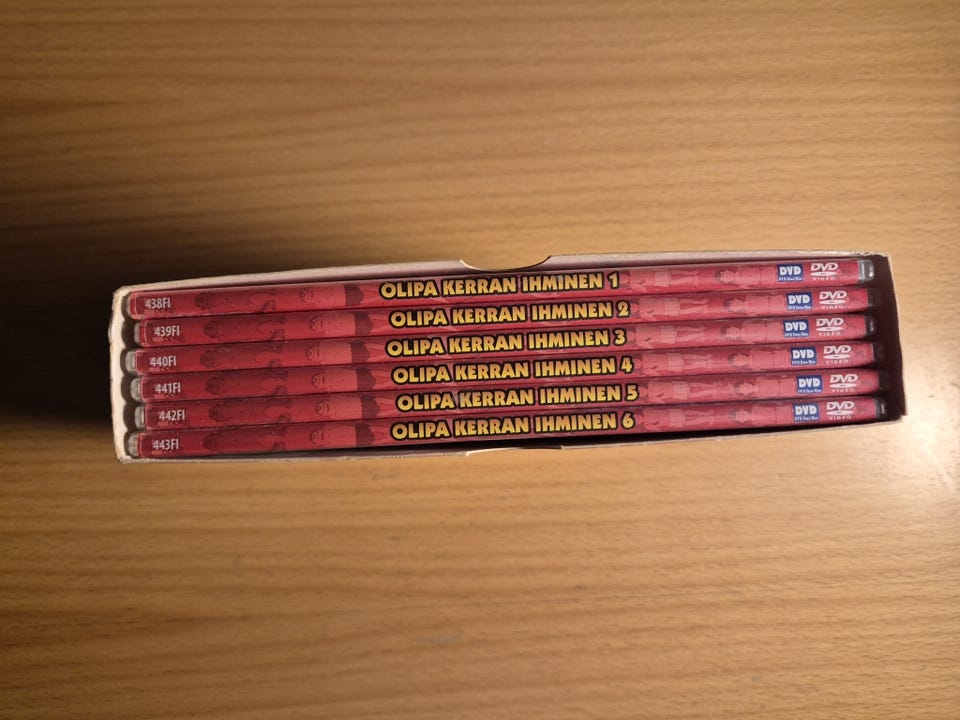 438FI OLIPA KERRAN IHMINEN 1 DVD DVD VIDEO
439FI OLIPA KERRAN IHMINEN 2 DVD DVD VIDEO
440FI OLIPA KERRAN IHMINEN 3 DVD DVD VIDEO
441FI OLIPA KERRAN IHMINEN 4 DVD DVD VIDEO
442FI OLIPA KERRAN IHMINEN 5 DVD DVD VIDEO
443FI OLIPA KERRAN IHMINEN 6 DVD DVD VIDEO